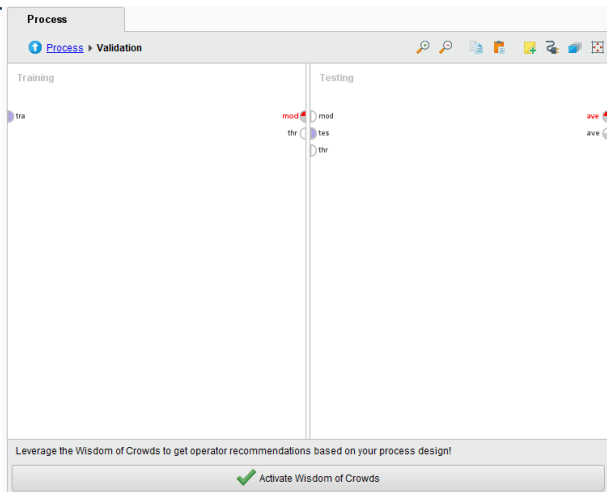 Process
Process ▸ Validation
Training
Testing
tra
mod
mod
ave
thr
tes
ave
thr
Leverage the Wisdom of Crowds to get operator recommendations based on your process design!
Activate Wisdom of Crowds